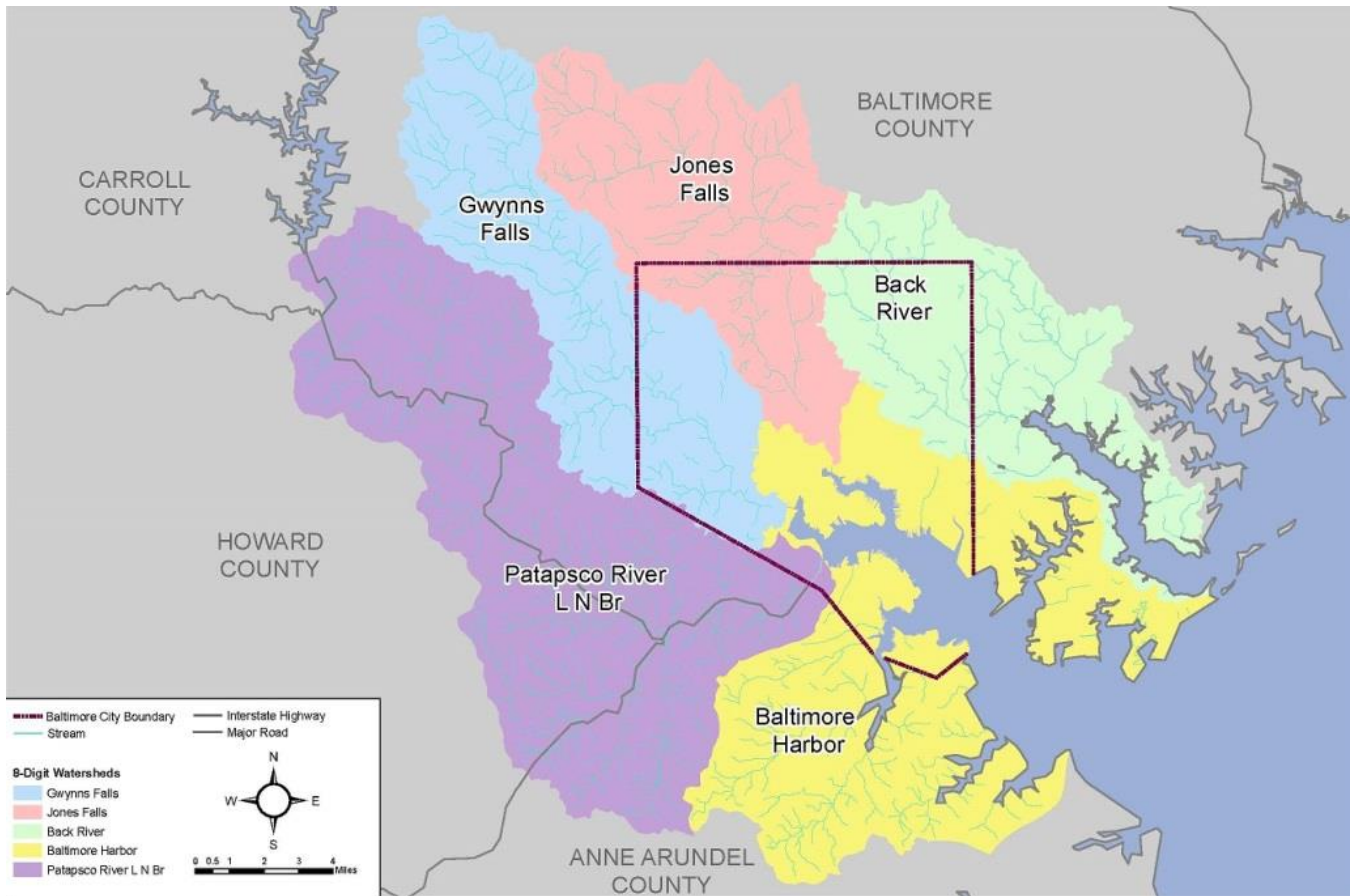 BALTIMORE
COUNTY
Jones
Falls
CARROLL
COUNTY
Gwynns
Falls
Back
River
HOWARD
COUNTY
Patapsco River
L N Br
Baltimore
Harbor
ANNE ARUNDEL
COUNTY
Baltimore City Boundary
Stream
Interstate Highway
Major Road
8-Digit Watersheds
Gwynns Falls
Jones Falls
Back River
Baltimore Harbor
Patapsco River L N Br
N
W E
S
0 0.5 1 2 3 4
Miles